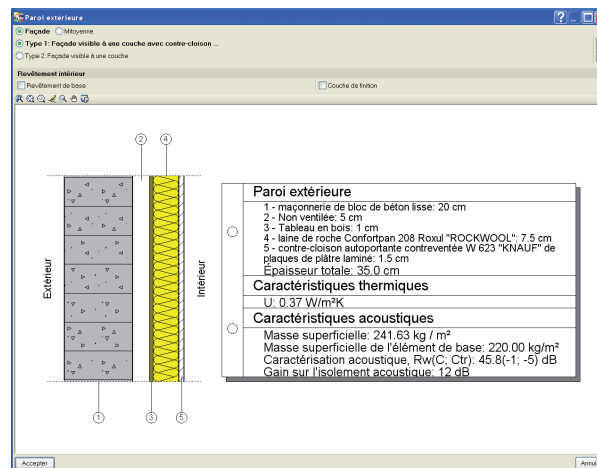 Paroi extérieure
Façade Mitoyenne
Type 1: Façade visible à une couche avec contre-cloison ...
Type 2: Façade visible à une couche
Revêtement intérieur
Revêtement de base Couche de finition
2 4
Extérieur
Intérieur
1 3 5
Paroi extérieure
1 - maçonnerie de bloc de béton lisse: 20 cm
2 - Non ventilée: 5 cm
3 - Tableau en bois: 1 cm
4 - laine de roche Confortpan 208 Roxul "ROCKWOOL": 7.5 cm
5 - contre-cloison autoportante contreventée W 623 "KNAUF" de
plaques de plâtre laminé: 1.5 cm
Épaisseur totale: 35.0 cm
Caractéristiques thermiques
U: 0.37 W/m²K
Caractéristiques acoustiques
Masse superficielle: 241.63 kg / m²
Masse superficielle de l'élément de base: 220.00 kg/m²
Caractérisation acoustique, Rw(C; Ctr): 45.8(-1; -5) dB
Gain sur l'isolement acoustique: 12 dB
Accepter